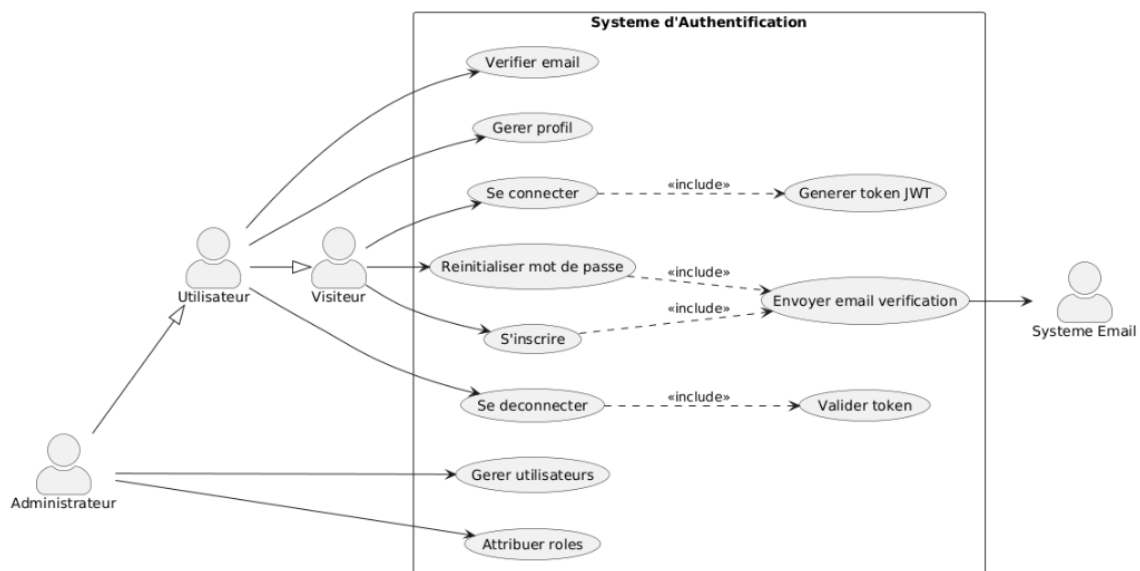 Systeme d'Authentification
Verifier email
Gerer profil
Se connecter
«include»
Generer token JWT
Reinitialiser mot de passe
«include»
Envoyer email verification
Utilisateur
Visiteur
«include»
S'inscrire
Systeme Email
Se deconnecter
«include»
Valider token
Gerer utilisateurs
Administrateur
Attribuer roles